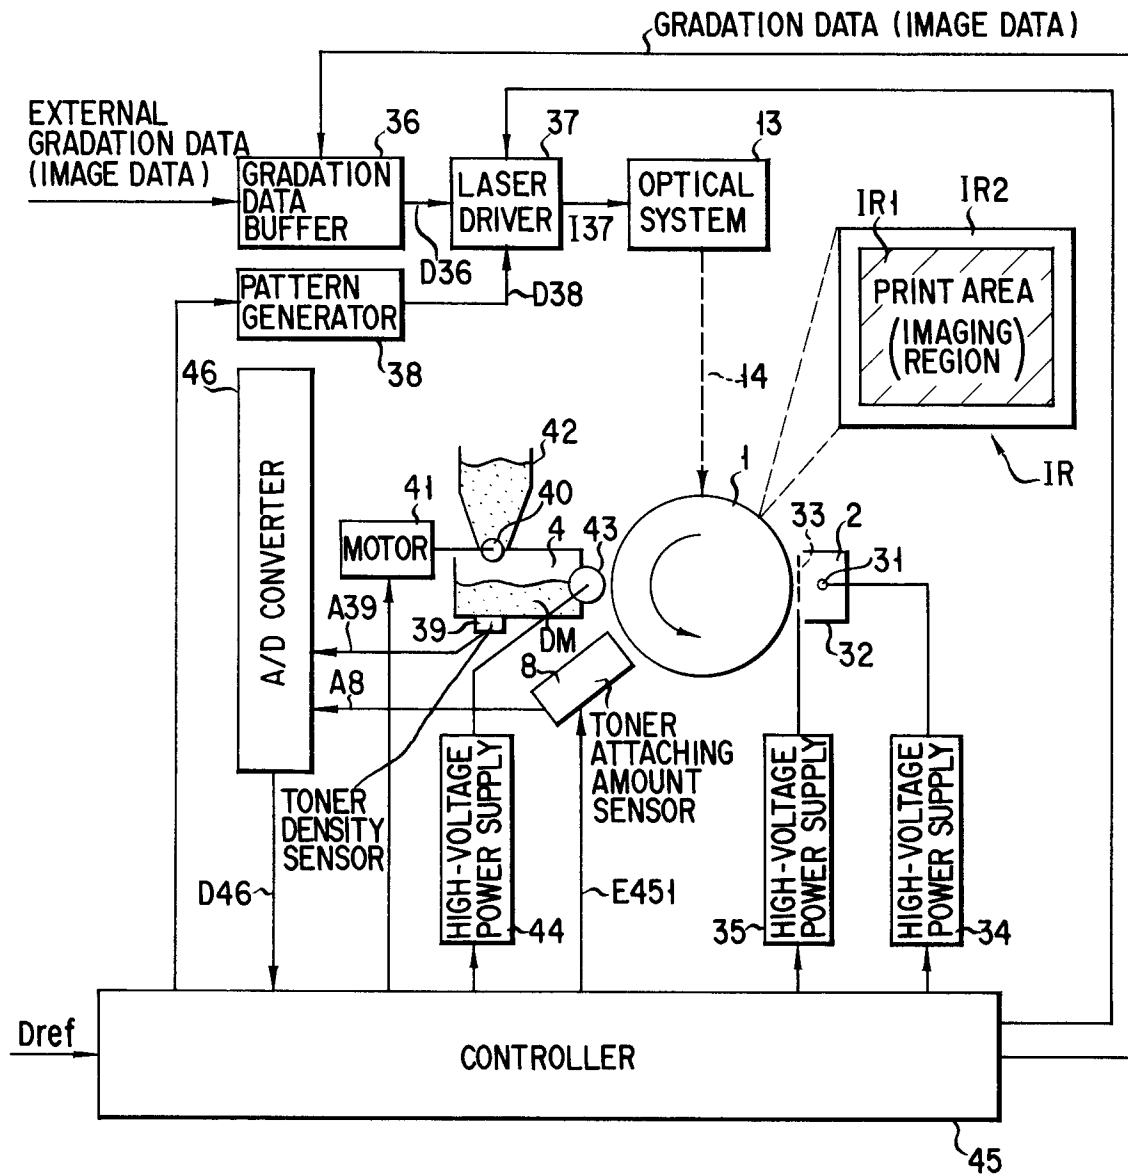 GRADATION DATA (IMAGE DATA)
EXTERNAL
GRADATION DATA
(IMAGE DATA)
36
37
13
GRADATION
DATA
BUFFER
LASER
DRIVER
OPTICAL
SYSTEM
D36
I37
IR1
IR2
PATTERN
GENERATOR
D38
38
PRINT AREA
(IMAGING
REGION)
14
IR
46
A/D CONVERTER
42
41
40
MOTOR
4
43
1
33
2
31
A39
39
DM
32
A8
8
TONER
ATTACHING
AMOUNT
SENSOR
TONER
DENSITY
SENSOR
D46
HIGH-VOLTAGE
POWER SUPPLY
44
E451
HIGH-VOLTAGE
POWER SUPPLY
35
HIGH-VOLTAGE
POWER SUPPLY
34
Dref
CONTROLLER
45